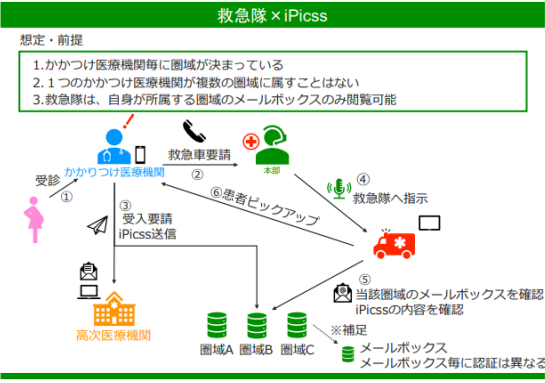 救急隊×iPicss
想定・前提
1.かかつけ医療機関毎に圏域が決まっている
2.１つのかかつけ医療機関が複数の圏域に属すことはない
3.救急隊は、自身が所属する圏域のメールボックスのみ閲覧可能
かかりつけ医療機関
救急車要請
②
本部
受診
①
③
受入要請
iPicss送信
⑥患者ピックアップ
④
救急隊へ指示
⑤
当該圏域のメールボックスを確認
iPicssの内容を確認
高次医療機関
圏域A 圏域B 圏域C
※補足
メールボックス
メールボックス毎に認証は異なる